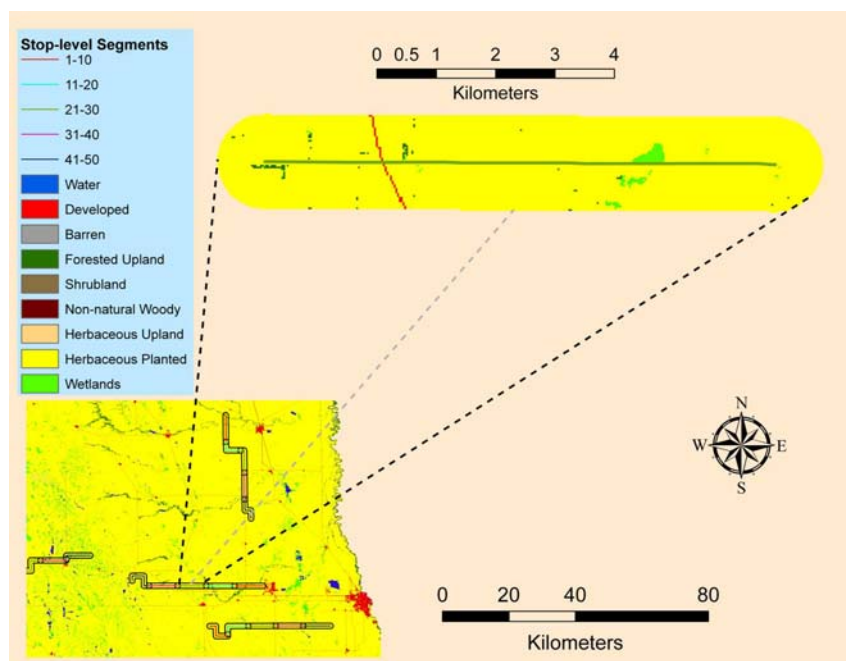 Stop-level Segments
1-10
11-20
21-30
31-40
41-50
Water
Developed
Barren
Forested Upland
Shrubland
Non-natural Woody
Herbaceous Upland
Herbaceous Planted
Wetlands
0 0.5 1 2 3 4
Kilometers
N
W E
S
0 20 40 60 80
Kilometers